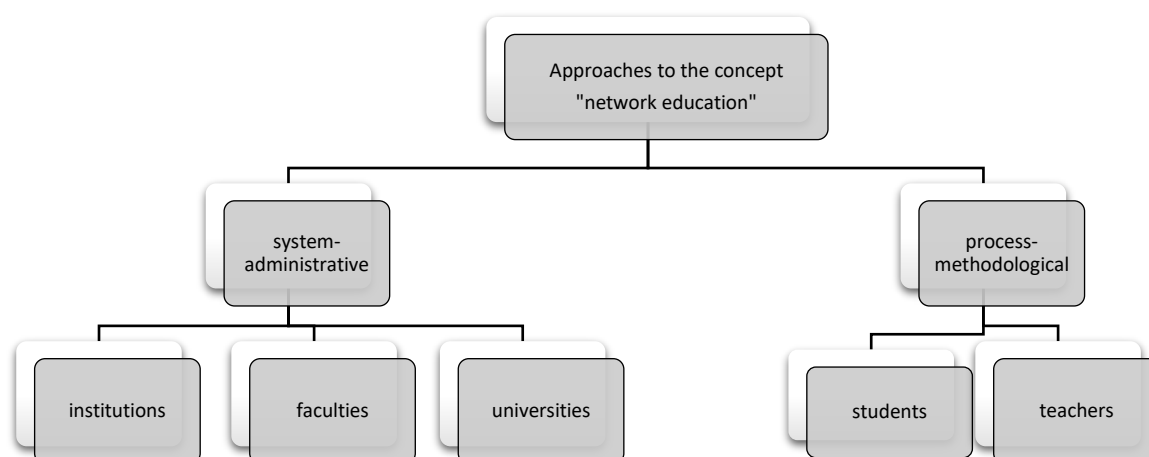 Approaches to the concept
"network education"
system-
administrative
process-
methodological
institutions
faculties
universities
students
teachers